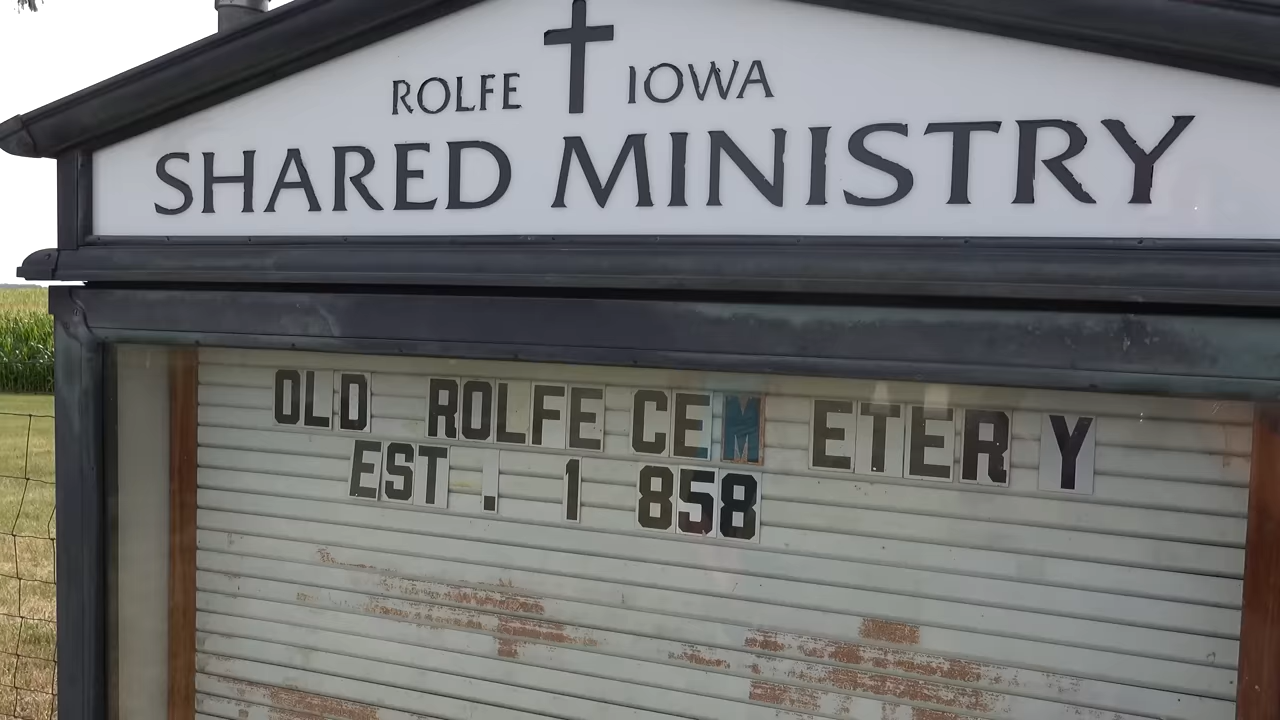 ROLFE IOWA
SHARED MINISTRY
OLD ROLFE CEMETERY
EST. 1858